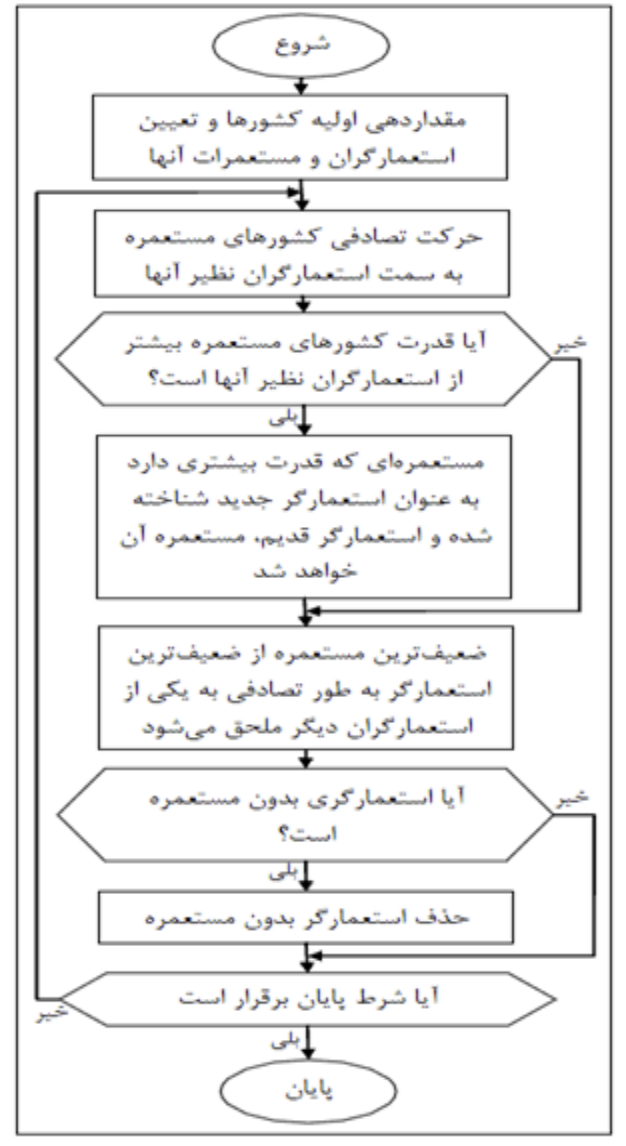 شروع
مقداردهی اولیه کشورها و تعیین
استعمارگران و مستعمرات آنها
حرکت تصادفی کشورهای مستعمره
به سمت استعمارگران نظیر آنها
آیا قدرت کشورهای مستعمره بیشتر
از استعمارگران نظیر آنها است؟
خیر
بلی
مستعمره‌ای که قدرت بیشتری دارد
به عنوان استعمارگر جدید شناخته
شده و استعمارگر قدیم، مستعمره آن
خواهد شد
ضعیف‌ترین مستعمره از ضعیف‌ترین
استعمارگر به طور تصادفی به یکی از
استعمارگران دیگر ملحق می‌شود
آیا استعمارگری بدون مستعمره
است؟
خیر
بلی
حذف استعمارگر بدون مستعمره
آیا شرط پایان برقرار است
خیر
بلی
پایان